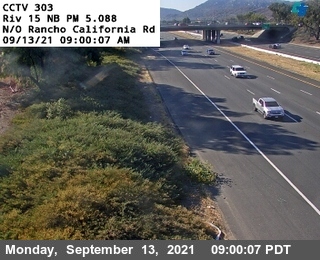 CCTV 303
Riv 15 NB PM 5.088
N/O Rancho California Rd
09/13/21 09:00:07 AM
Monday, September 13, 2021 09:00:07 PDT